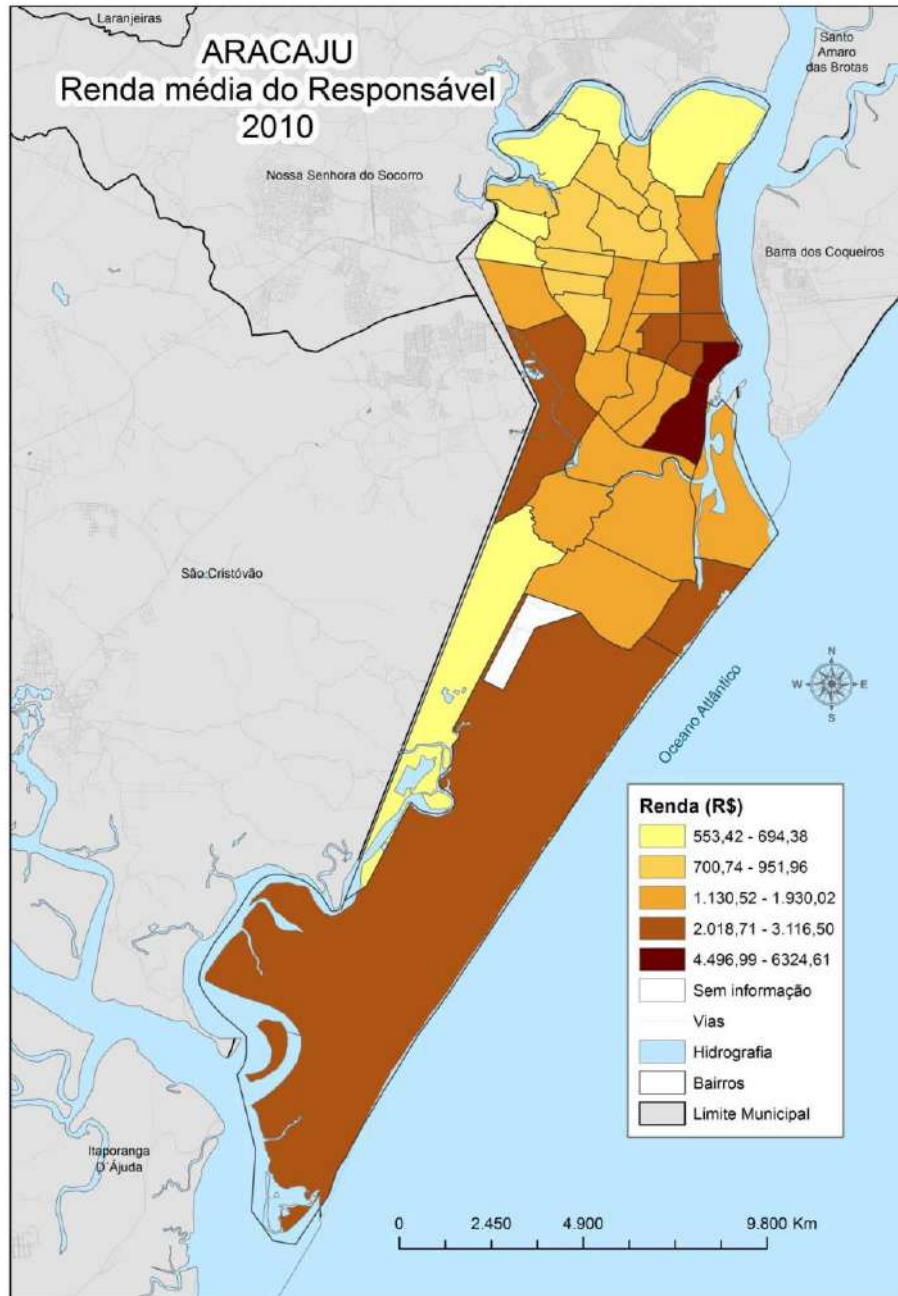 Laranjeiras
ARACAJU
Renda média do Responsável
2010
Santo
Amaro
das Brotas
Nossa Senhora do Socorro
Barra dos Coqueiros
São Cristóvão
Oceano Atlântico
N
W
E
S
Renda (R$)
553,42 - 694,38
700,74 - 951,96
1.130,52 - 1.930,02
2.018,71 - 3.116,50
4.496,99 - 6324,61
Sem informação
Vias
Hidrografia
Bairros
Límite Municipal
Itaporanga
D´Ájuda
0 2.450 4.900 9.800 Km